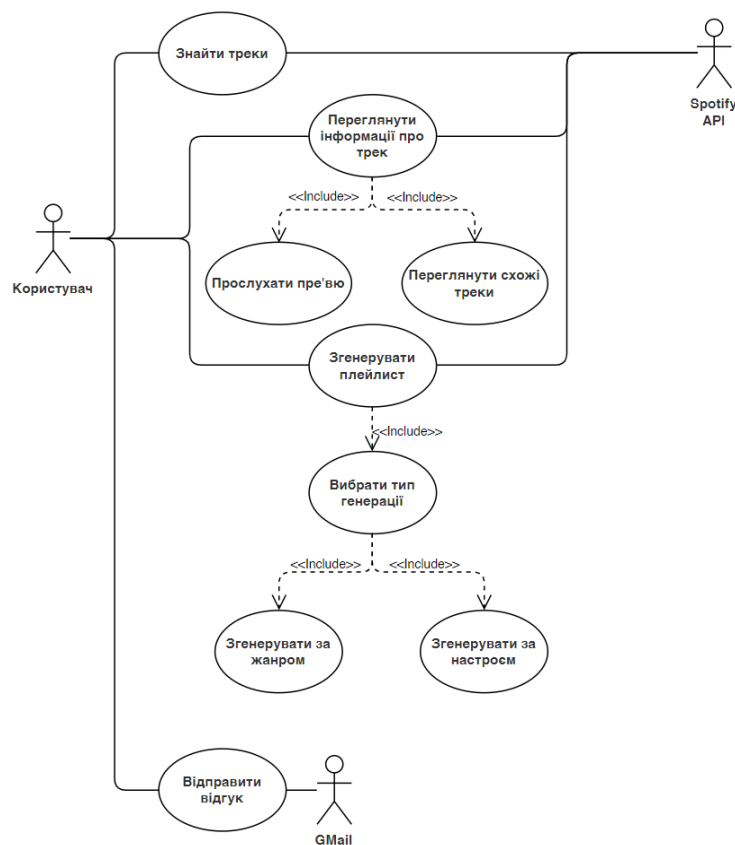 Знайти треки
Spotify
API
Переглянути
інформації про
трек
<<Include>>
<<Include>>
Користувач
Прослухати пре'вю
Переглянути схожі
треки
Згенерувати
плейлист
<<Include>>
Вибрати тип
генерації
<<Include>>
<<Include>>
Згенерувати за
жанром
Згенерувати за
настроєм
Відправити
відгук
GMail